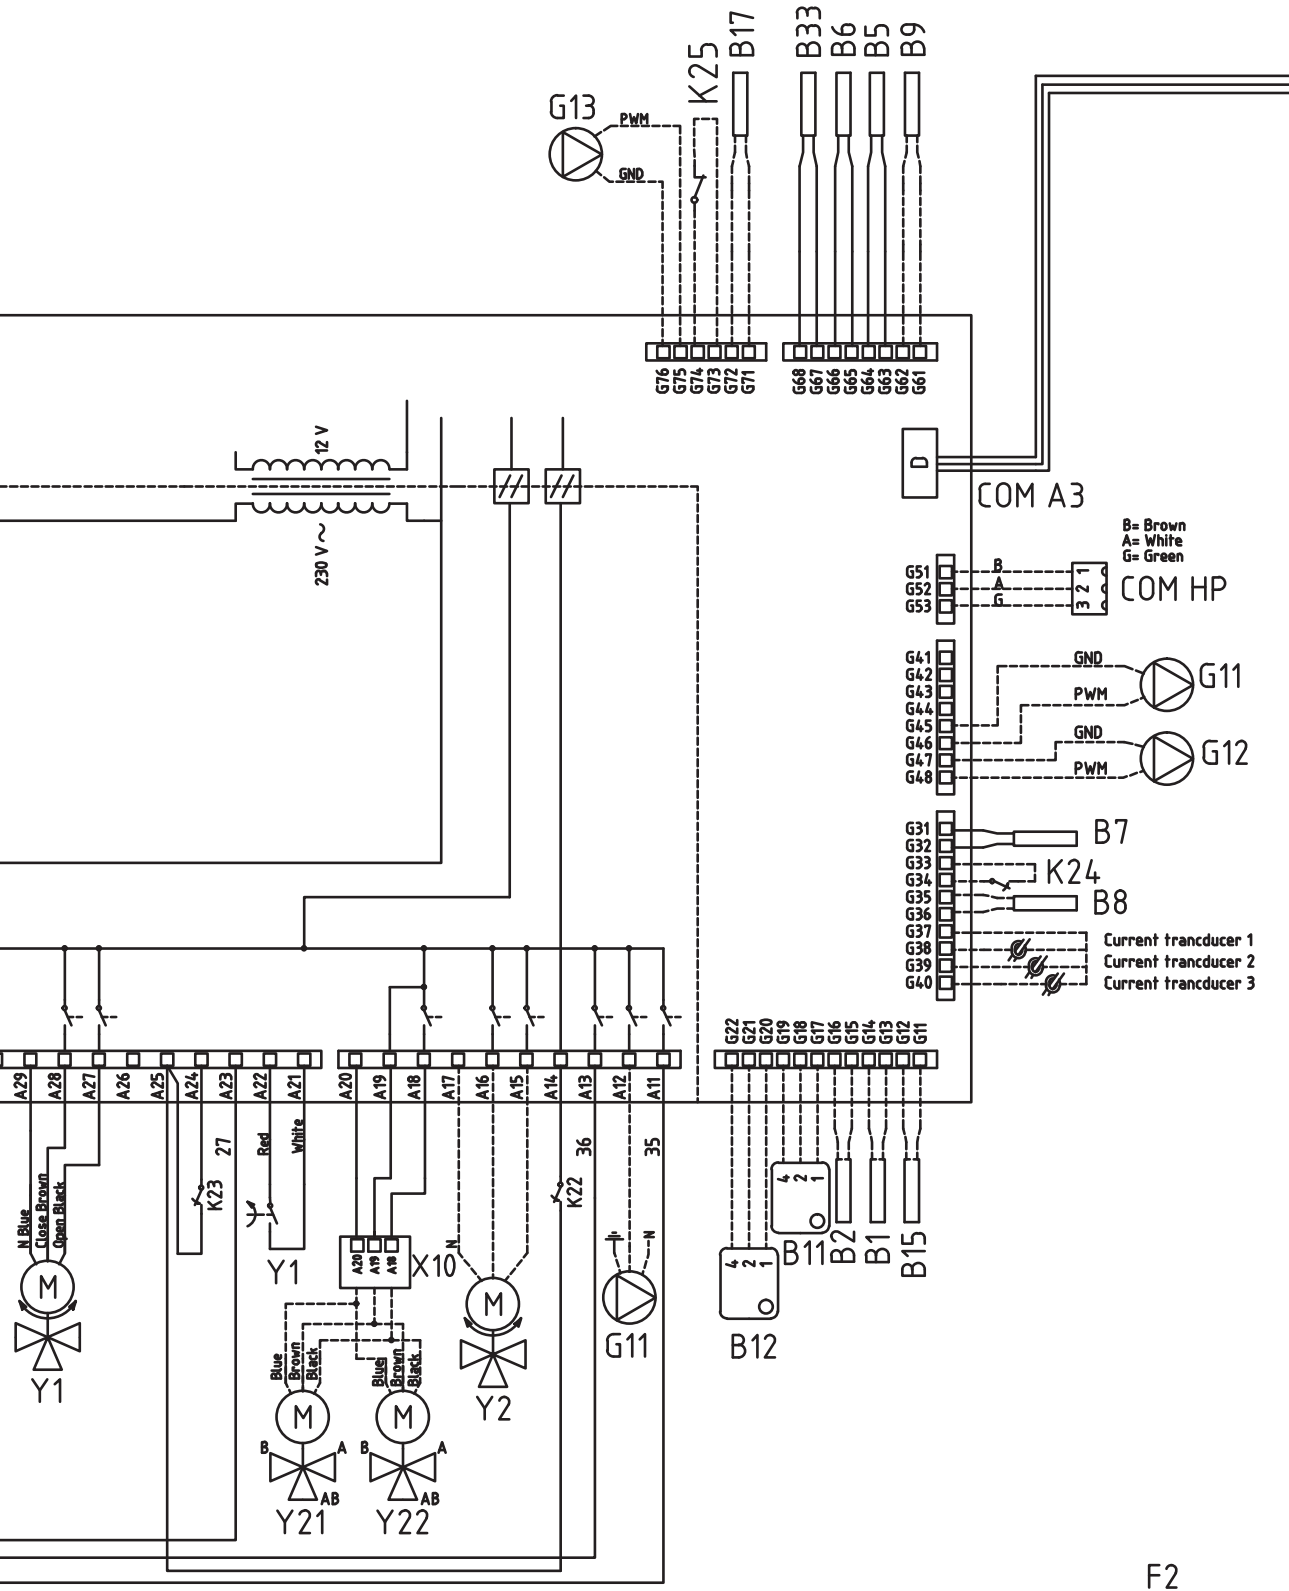 B17
B33
B6
B5
B9
K25
G13
PWM
GND
G76
G75
G74
G73
G72
G71
G68
G67
G66
G65
G64
G63
G62
G61
12 V
230 V ~
D
COM A3
B= Brown
A= White
G= Green
G51
G52
G53
B
A
G
1
2
3
COM HP
G41
G42
G43
G44
G45
G46
G47
G48
GND
PWM
G11
GND
PWM
G12
G31
G32
G33
G34
G35
G36
G37
G38
G39
G40
B7
K24
B8
Current trancducer 1
Current trancducer 2
Current trancducer 3
G22
G21
G20
G19
G18
G17
G16
G15
G14
G13
G12
G11
A29
A28
A27
A26
A25
A24
A23
A22
A21
A20
A19
A18
A17
A16
A15
A14
A13
A12
A11
27
Red
White
36
35
N Blue
Close Brown
Open Black
K23
K22
4
2
1
B11
B2
B1
B15
4
2
1
B12
A20
A19
A18
X10
N
N
Y1
M
Y1
M
Y2
G11
Blue
Brown
Black
Blue
Brown
Black
M
M
B
A
AB
B
A
AB
Y21
Y22
F2